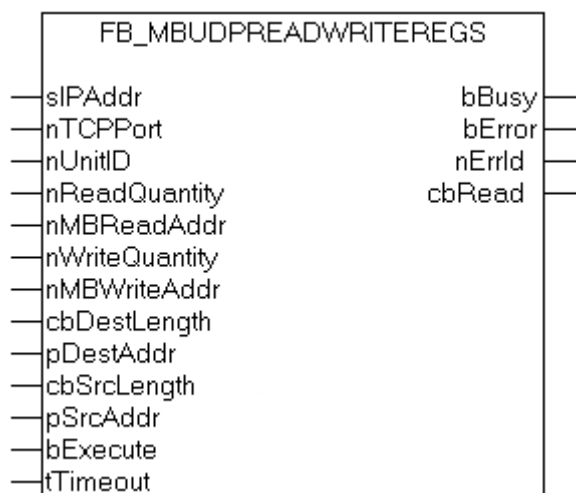 FB_MBUDPREADWRITEREGS
sIPAddr bBusy
nTCPPort bError
nUnitID nErrId
nReadQuantity cbRead
nMBReadAddr
nWriteQuantity
nMBWriteAddr
cbDestLength
pDestAddr
cbSrcLength
pSrcAddr
bExecute
tTimeout